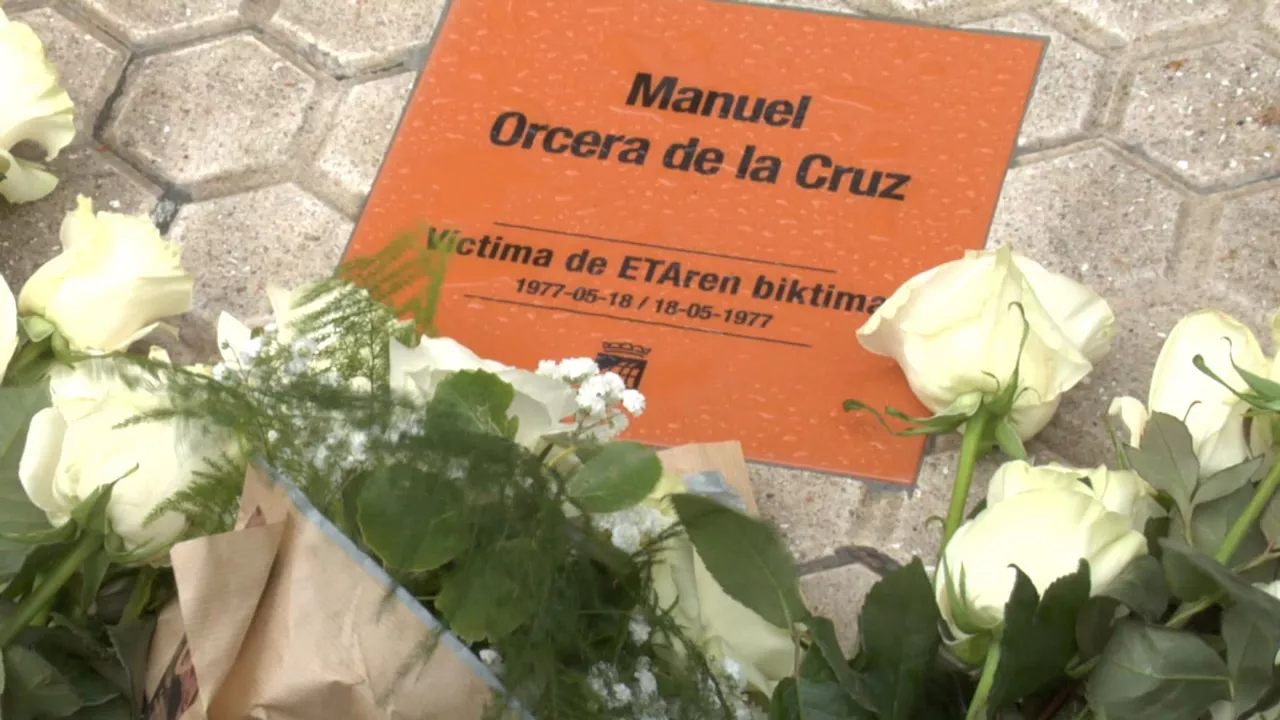 Manuel
Orcera de la Cruz
Víctima de ETAren biktima
1977-05-18 / 18-05-1977